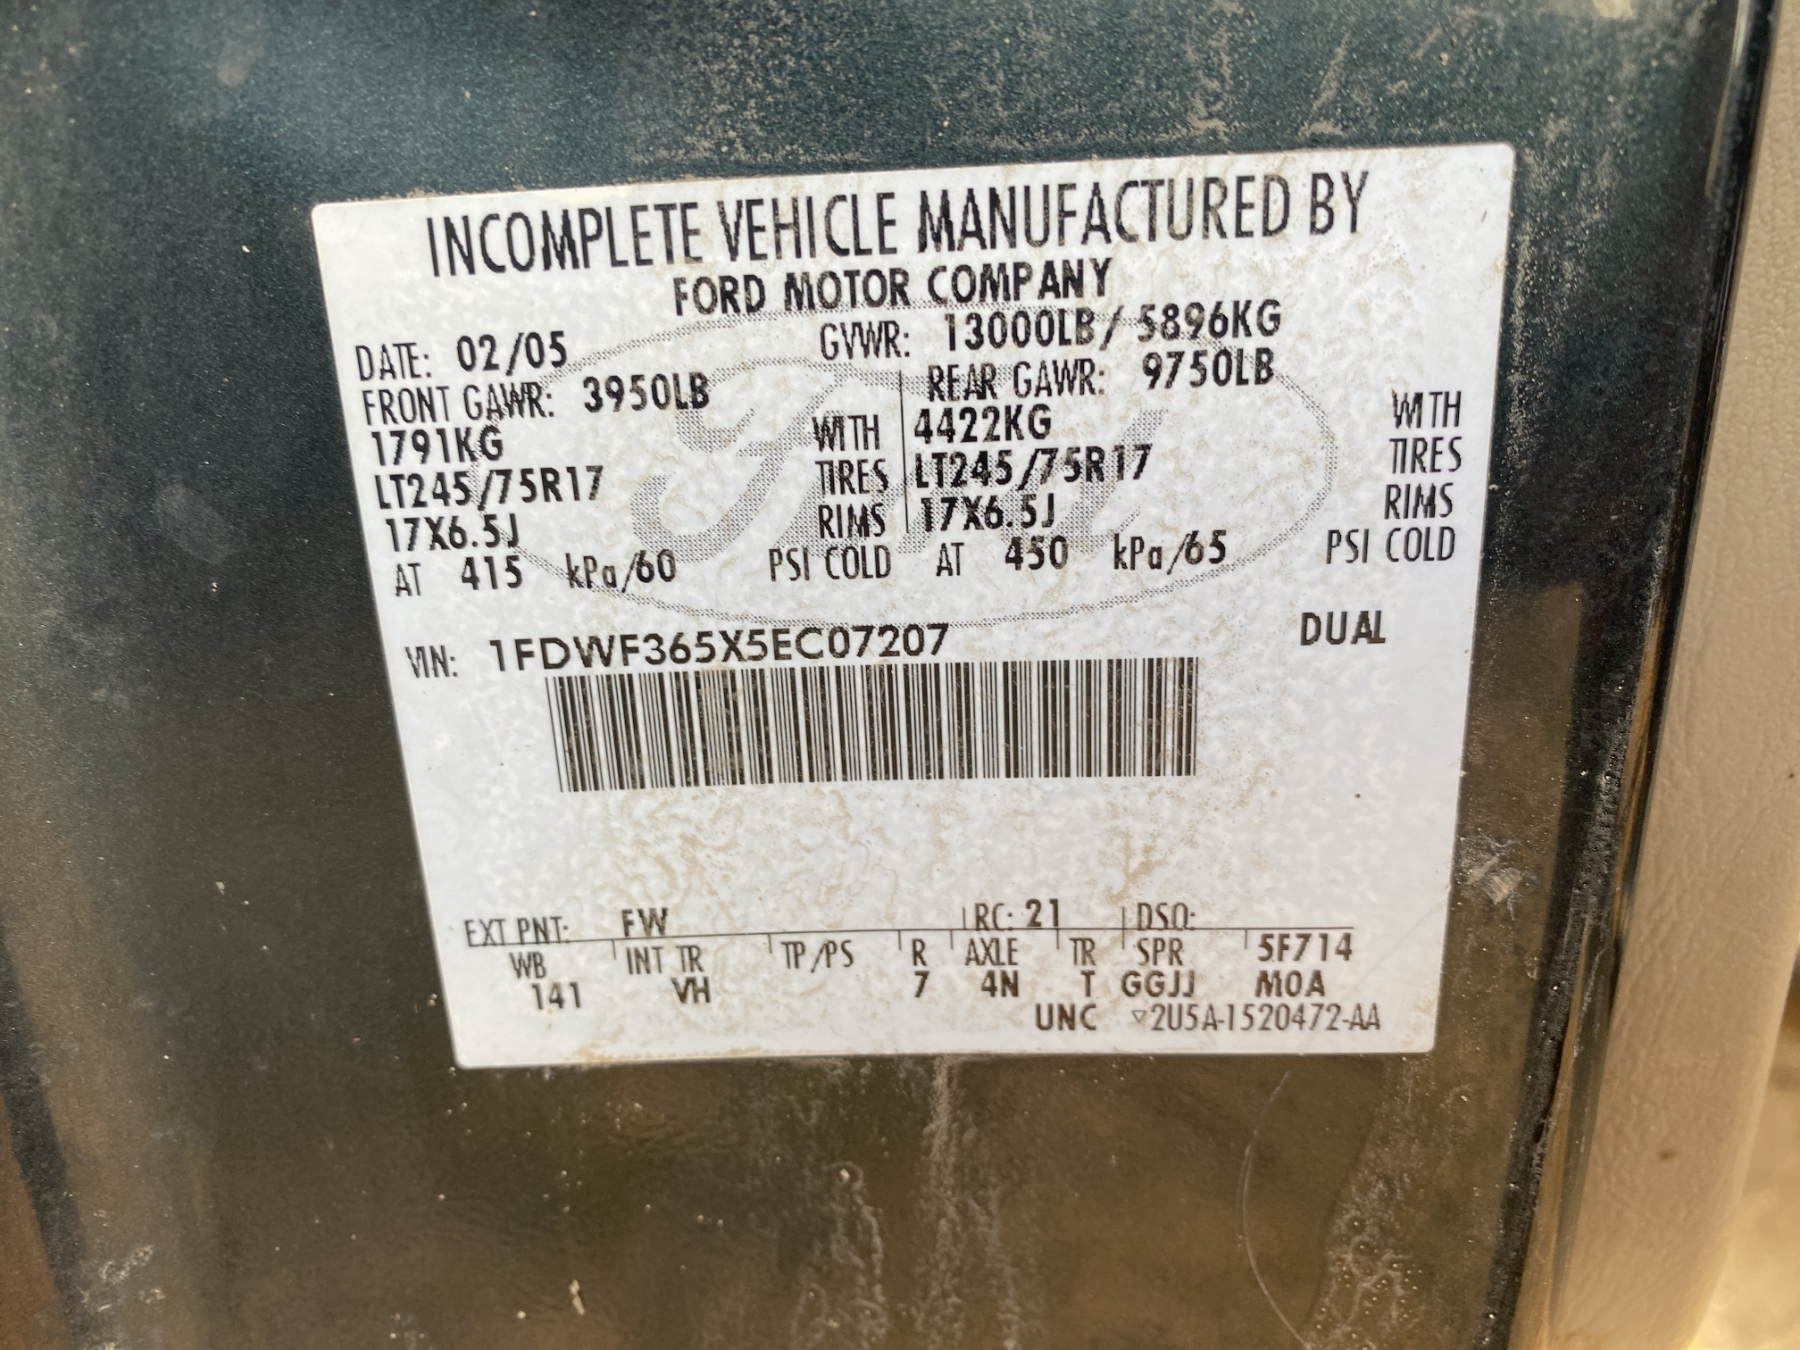 INCOMPLETE VEHICLE MANUFACTURED BY
FORD MOTOR COMPANY
DATE: 02/05 GVWR: 13000LB/ 5896KG
FRONT GAWR: 3950LB REAR GAWR: 9750LB
1791KG WITH 4422KG WITH
LT245/75R17 TIRES LT245/75R17 TIRES
17X6.5J RIMS 17X6.5J RIMS
AT 415 kPa/60 PSI COLD AT 450 kPa/65 PSI COLD
VIN: 1FDWF365X5EC07207 DUAL
EXT PNT: FW RC: 21 DSO:
WB INT TR TP/PS R AXLE TR SPR 5F714
141 VH 7 4N T GGJJ M0A
UNC ▽2U5A-1520472-AA